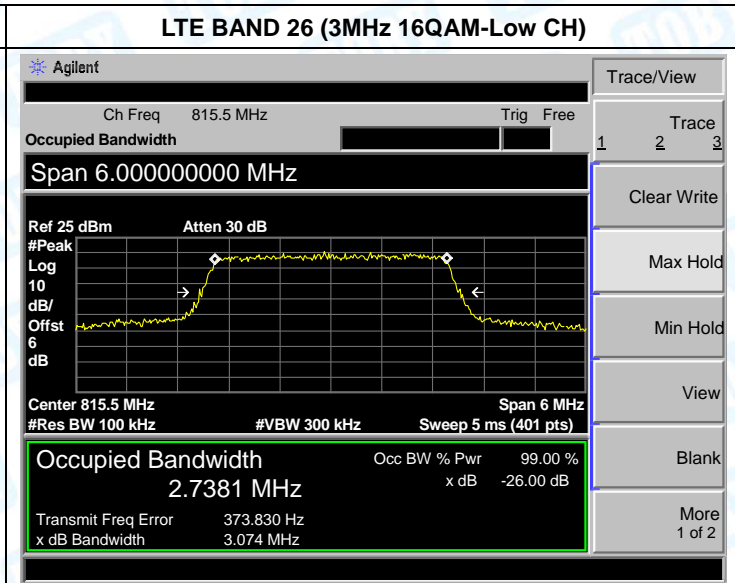 LTE BAND 26 (3MHz 16QAM-Low CH)
Agilent
Trace/View
Ch Freq 815.5 MHz Trig Free
Occupied Bandwidth
Trace
1 2 3
Span 6.000000000 MHz
Clear Write
Ref 25 dBm Atten 30 dB
#Peak
Log
10
dB/
Offst
6
dB
Max Hold
Min Hold
View
Center 815.5 MHz Span 6 MHz
#Res BW 100 kHz #VBW 300 kHz Sweep 5 ms (401 pts)
Occupied Bandwidth Occ BW % Pwr 99.00 %
2.7381 MHz x dB -26.00 dB
Blank
Transmit Freq Error 373.830 Hz
x dB Bandwidth 3.074 MHz
More
1 of 2